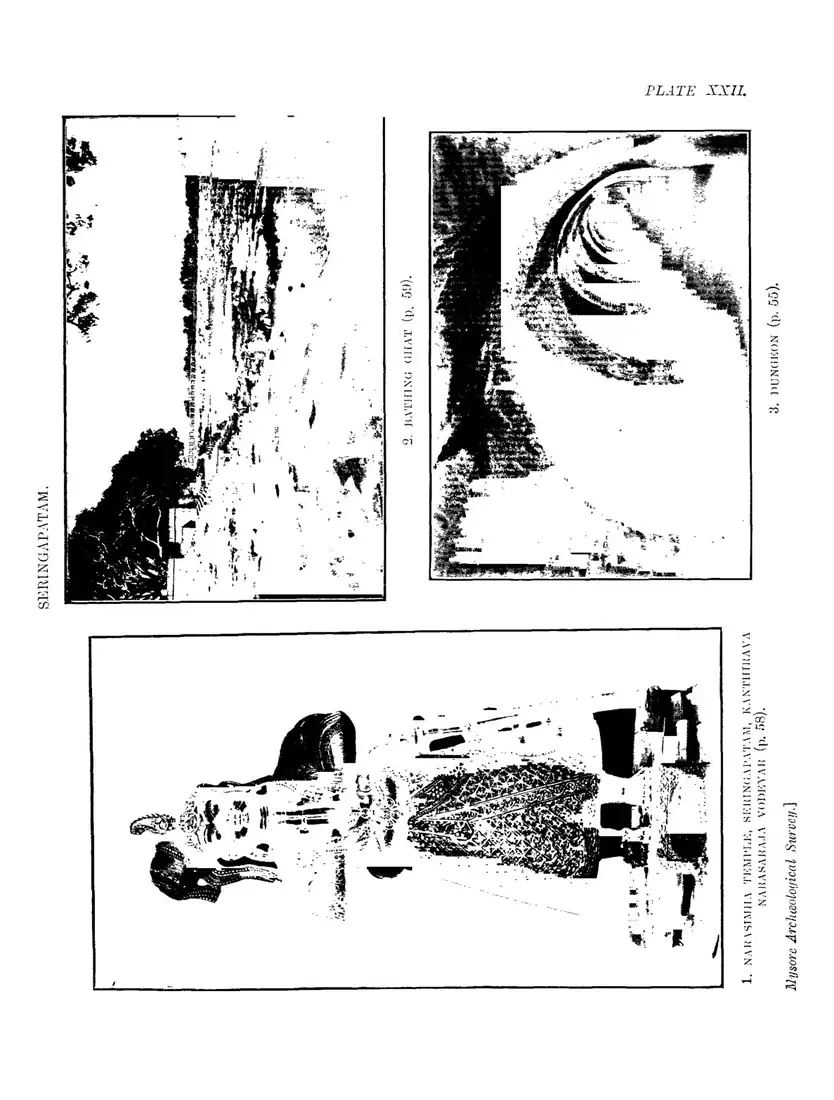 PLATE XXII.
SERINGAPATAM.
2. BATHING GHAT (p. 59).
3. DUNGEON (p. 55).
1. NARASIMHA TEMPLE, SERINGAPATAM, KANTHIRAVA
NARASARAJA VODEYAR (p. 58).
Mysore Archæological Survey.]